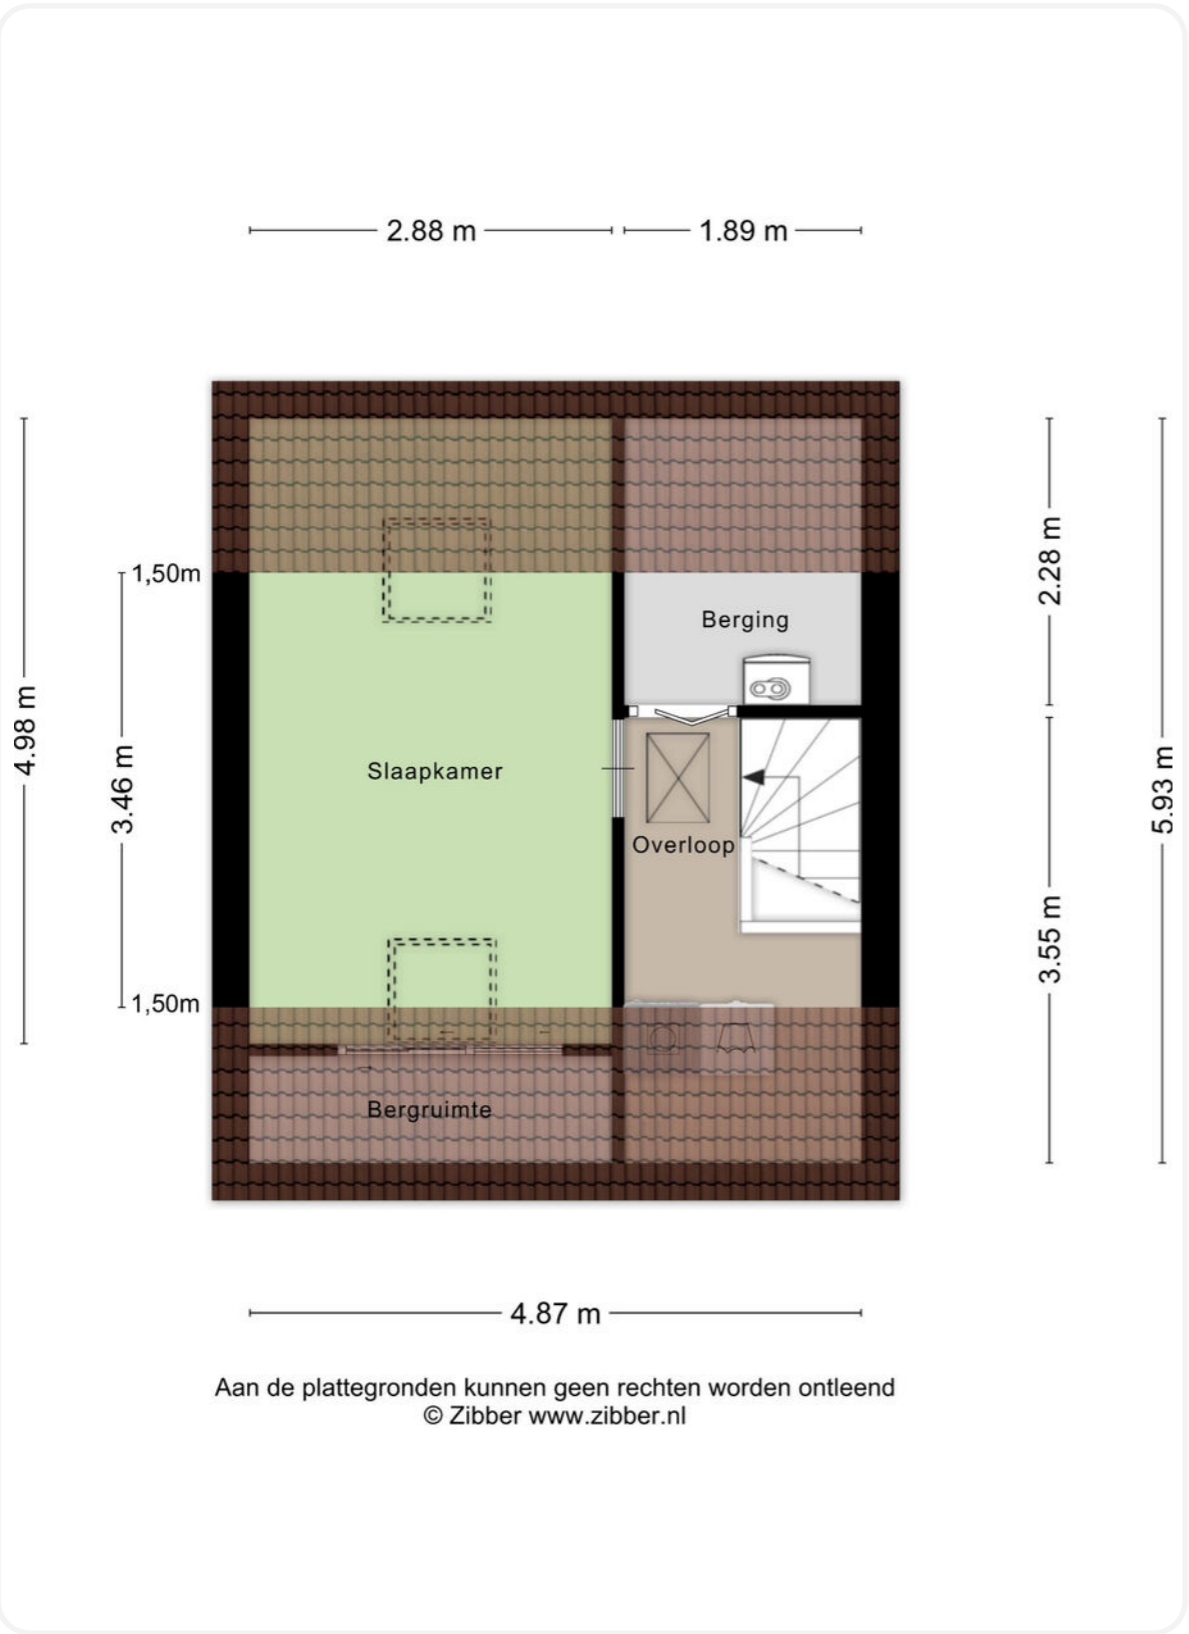 2.88 m
1.89 m
1,50m
2.28 m
Berging
4.98 m
3.46 m
Slaapkamer
5.93 m
Overloop
3.55 m
1,50m
Bergruimte
4.87 m
Aan de plattegronden kunnen geen rechten worden ontleend
© Zibber www.zibber.nl